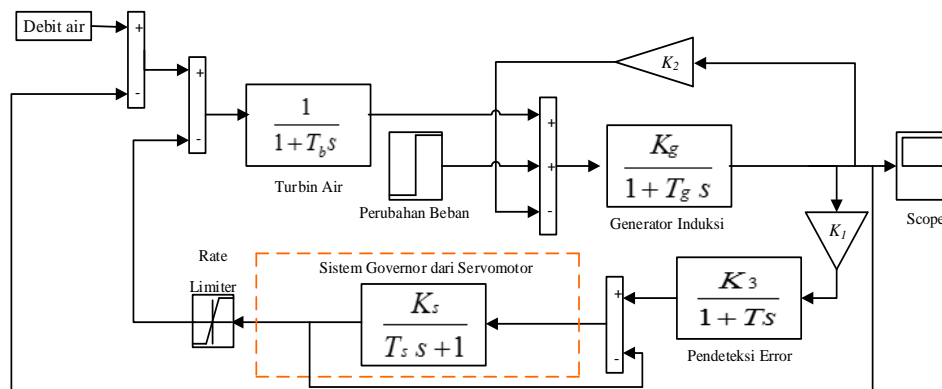 Debit air
+
-
+
-
1
1+T_b s
Turbin Air
Perubahan Beban
+
+
-
K_2
K_g
1+T_g s
Generator Induksi
Scope
K_1
Rate
Limiter
Sistem Governor dari Servomotor
K_s
T_s s+1
+
-
K_3
1+Ts
Pendeteksi Error